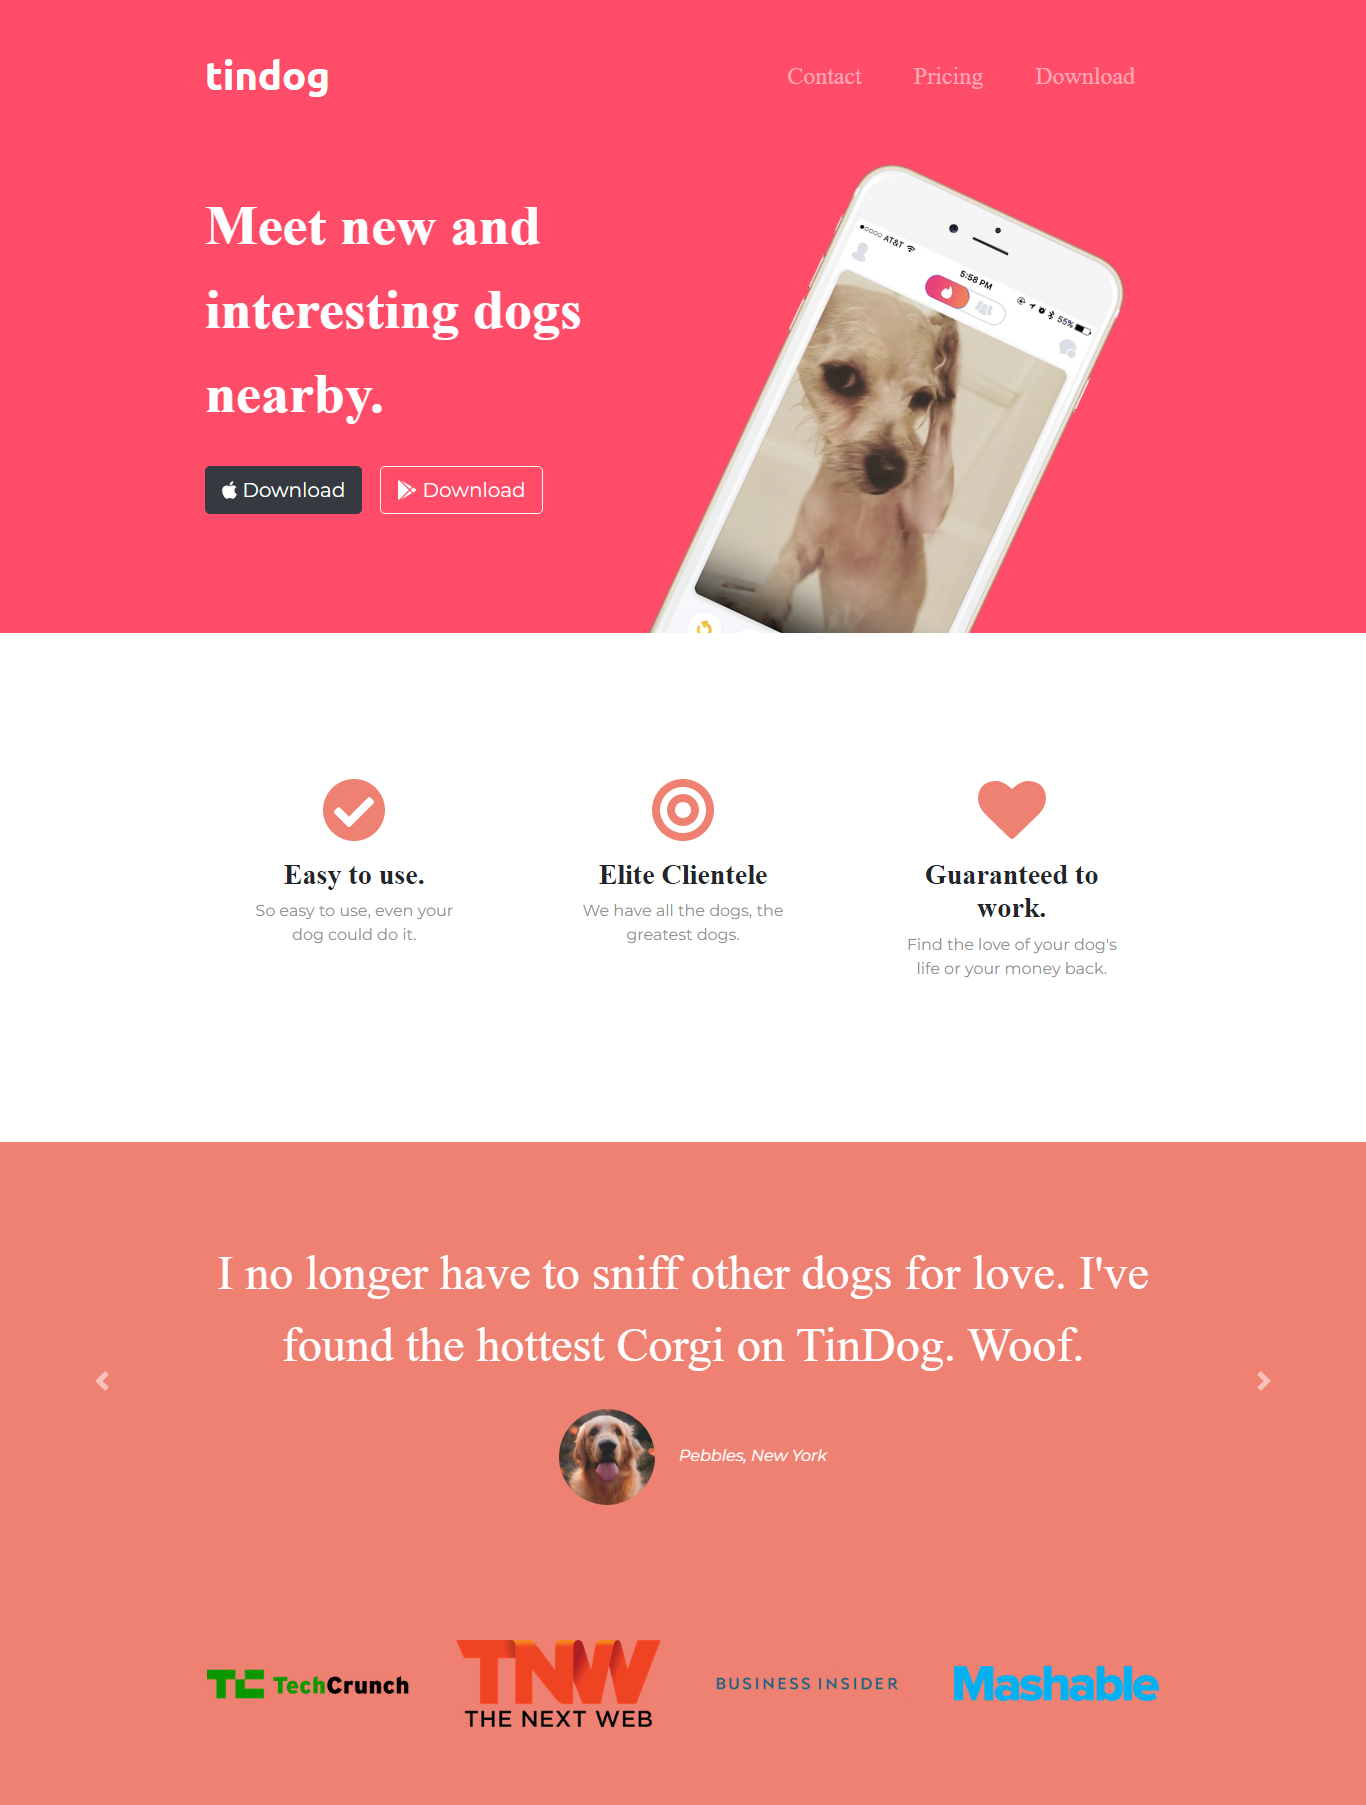 tindog
Contact Pricing Download
Meet new and
interesting dogs
nearby.
Download Download
AT&T
5:58 PM
55%
Easy to use.
So easy to use, even your
dog could do it.
Elite Clientele
We have all the dogs, the
greatest dogs.
Guaranteed to
work.
Find the love of your dog's
life or your money back.
I no longer have to sniff other dogs for love. I've
found the hottest Corgi on TinDog. Woof.
Pebbles, New York
TC TechCrunch
TNW
THE NEXT WEB
BUSINESS INSIDER
Mashable